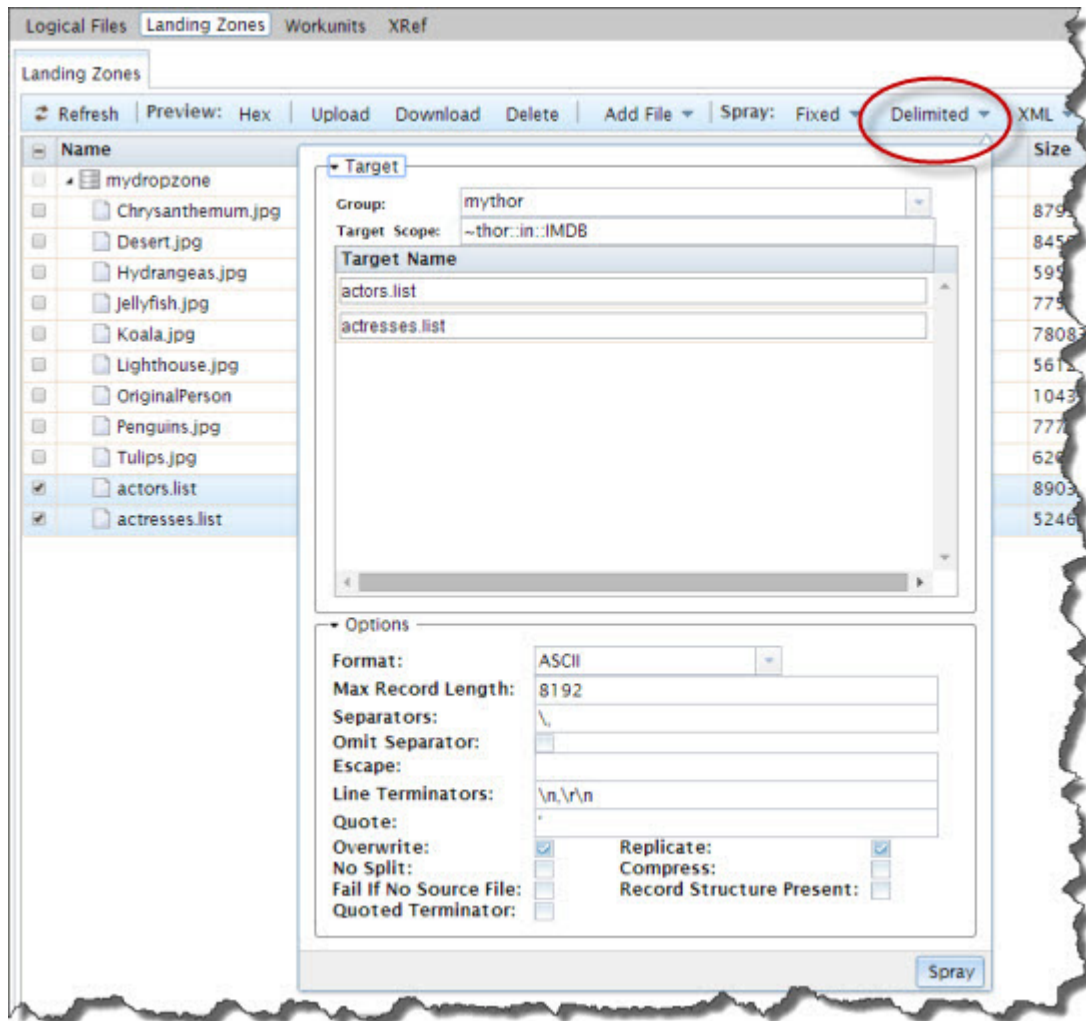 Logical Files Landing Zones Workunits XRef
Landing Zones
Refresh Preview: Hex Upload Download Delete Add File Spray: Fixed Delimited XML
Name Size
mydropzone
Chrysanthemum.jpg
Desert.jpg
Hydrangeas.jpg
Jellyfish.jpg
Koala.jpg
Lighthouse.jpg
OriginalPerson
Penguins.jpg
Tulips.jpg
actors.list 8903
actresses.list 5246
Target
Group: mythor
Target Scope: ~thor::in::IMDB
Target Name
actors.list
actresses.list
Options
Format: ASCII
Max Record Length: 8192
Separators: \,
Omit Separator:
Escape:
Line Terminators: \n,\r\n
Quote: '
Overwrite: Replicate:
No Split: Compress:
Fail If No Source File: Record Structure Present:
Quoted Terminator:
Spray